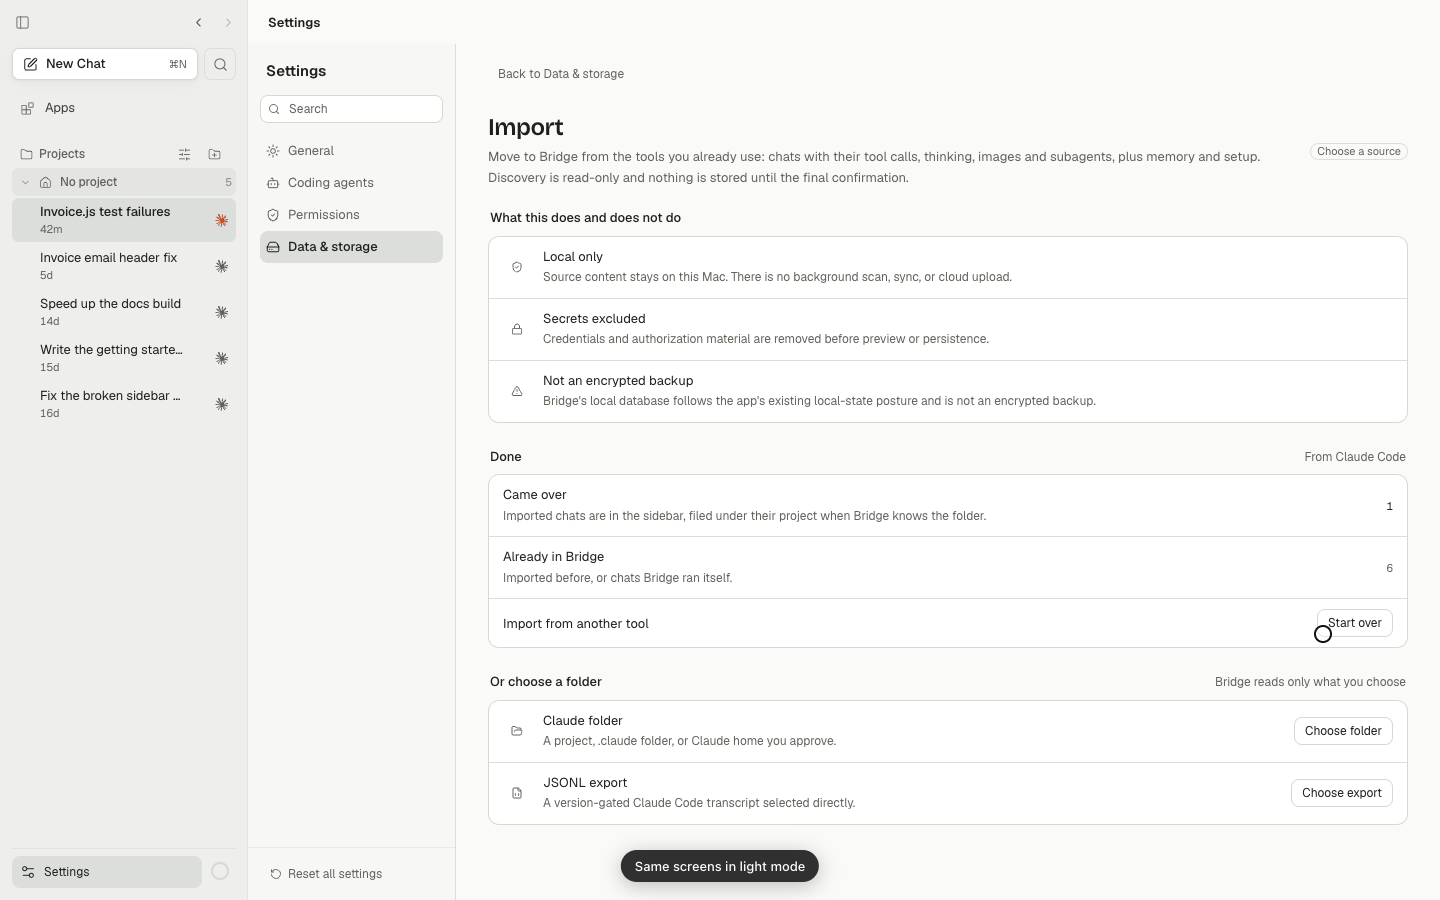 Settings
New Chat
⌘N
Apps
Projects
No project
5
Invoice.js test failures
42m
Invoice email header fix
5d
Speed up the docs build
14d
Write the getting starte...
15d
Fix the broken sidebar ...
16d
Settings
Settings
Search
General
Coding agents
Permissions
Data & storage
Reset all settings
Back to Data & storage
Import
Move to Bridge from the tools you already use: chats with their tool calls, thinking, images and subagents, plus memory and setup.
Discovery is read-only and nothing is stored until the final confirmation.
Choose a source
What this does and does not do
Local only
Source content stays on this Mac. There is no background scan, sync, or cloud upload.
Secrets excluded
Credentials and authorization material are removed before preview or persistence.
Not an encrypted backup
Bridge's local database follows the app's existing local-state posture and is not an encrypted backup.
Done
From Claude Code
Came over
Imported chats are in the sidebar, filed under their project when Bridge knows the folder.
1
Already in Bridge
Imported before, or chats Bridge ran itself.
6
Import from another tool
Start over
Or choose a folder
Bridge reads only what you choose
Claude folder
A project, .claude folder, or Claude home you approve.
Choose folder
JSONL export
A version-gated Claude Code transcript selected directly.
Choose export
Same screens in light mode